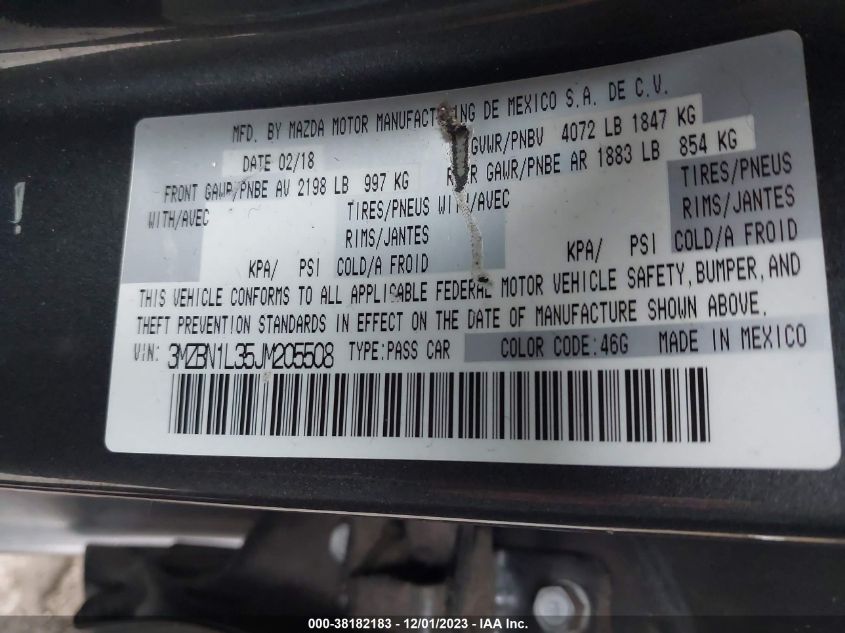 MFD. BY MAZDA MOTOR MANUFACTURING DE MEXICO S.A. DE C.V.
DATE 02/18 GVWR/PNBV 4072 LB 1847 KG
FRONT GAWR/PNBE AV 2198 LB 997 KG GAWR/PNBE AR 1883 LB 854 KG
WITH/AVEC TIRES/PNEUS WITH/AVEC TIRES/PNEUS
RIMS/JANTES RIMS/JANTES
KPA/ PSI COLD/A FROID KPA/ PSI COLD/A FROID
THIS VEHICLE CONFORMS TO ALL APPLICABLE FEDERAL MOTOR VEHICLE SAFETY,BUMPER,AND
THEFT PREVENTION STANDARDS IN EFFECT ON THE DATE OF MANUFACTURE SHOWN ABOVE.
VIN: 3MZBN1L35JM205508 TYPE:PASS CAR COLOR CODE:46G MADE IN MEXICO
000-38182183 - 12/01/2023 - IAA Inc.